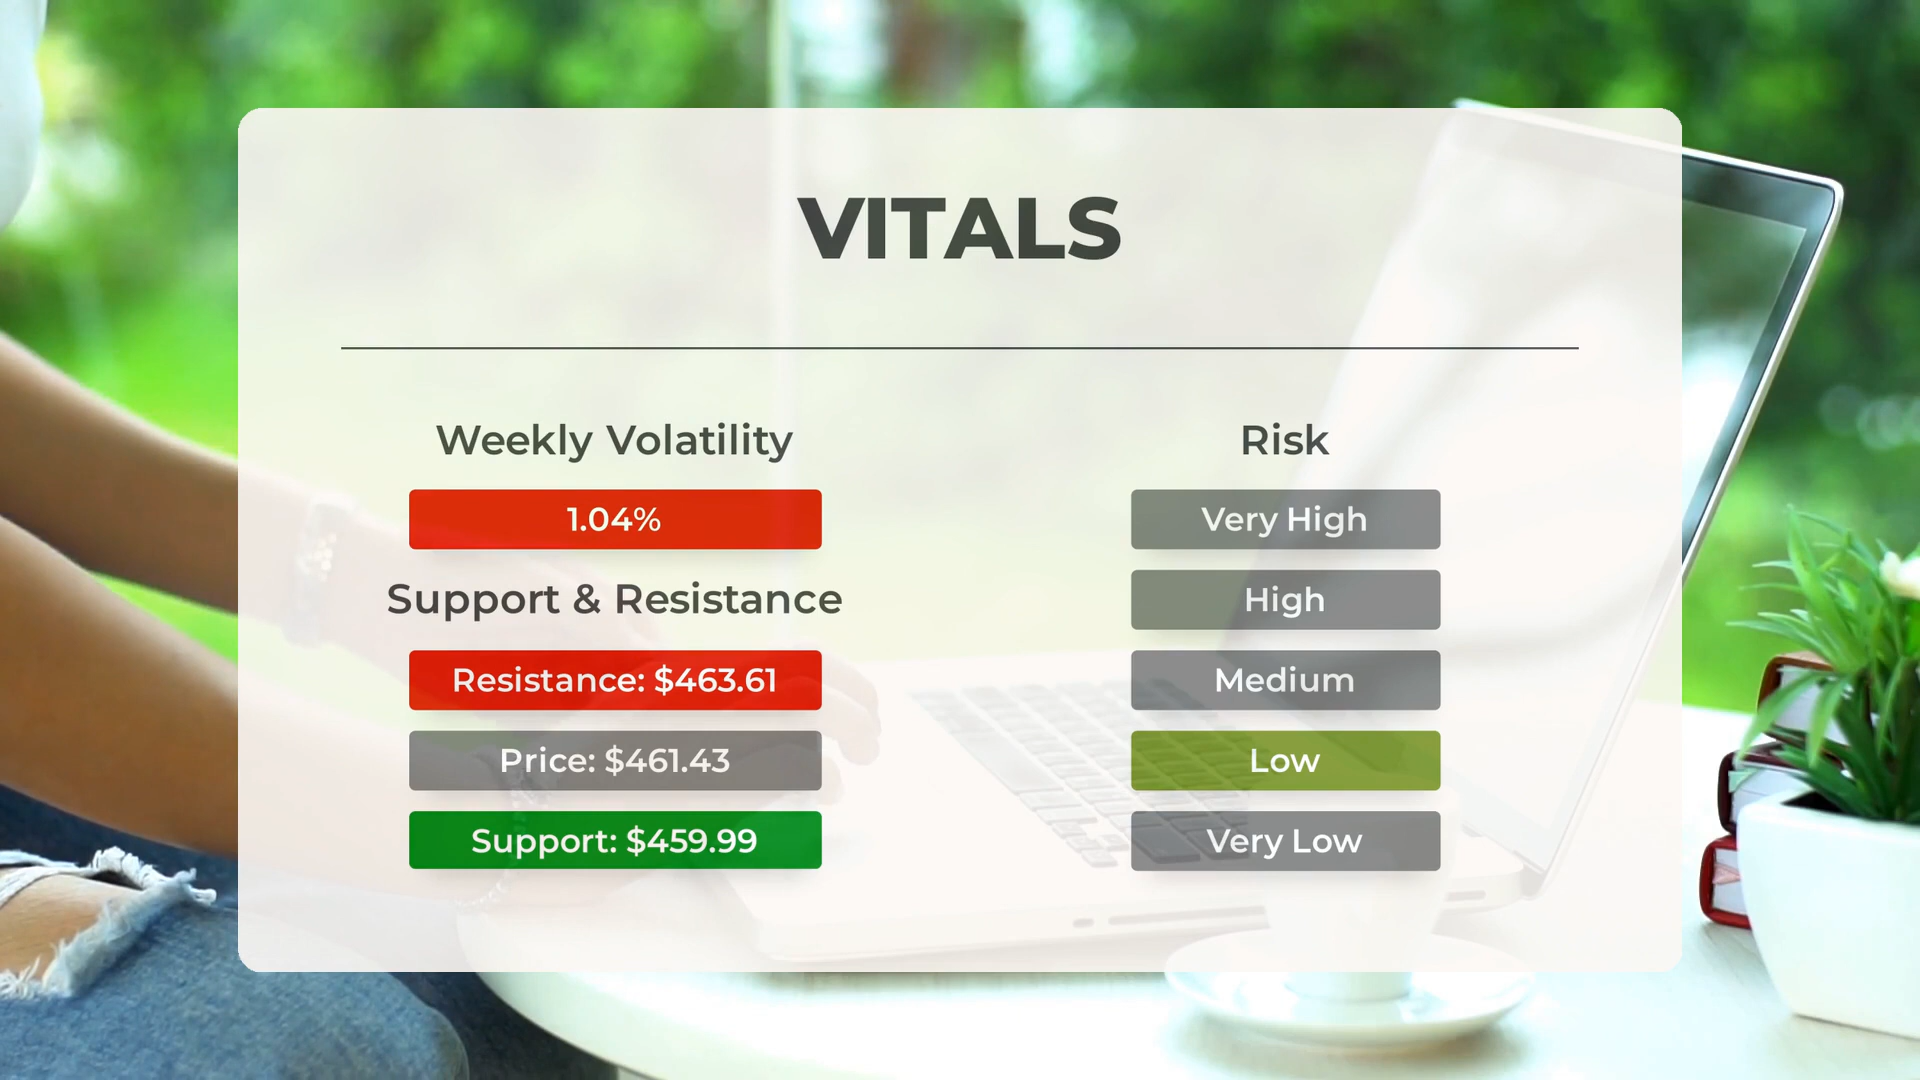 VITALS
Weekly Volatility
1.04%
Support & Resistance
Resistance: $463.61
Price: $461.43
Support: $459.99
Risk
Very High
High
Medium
Low
Very Low